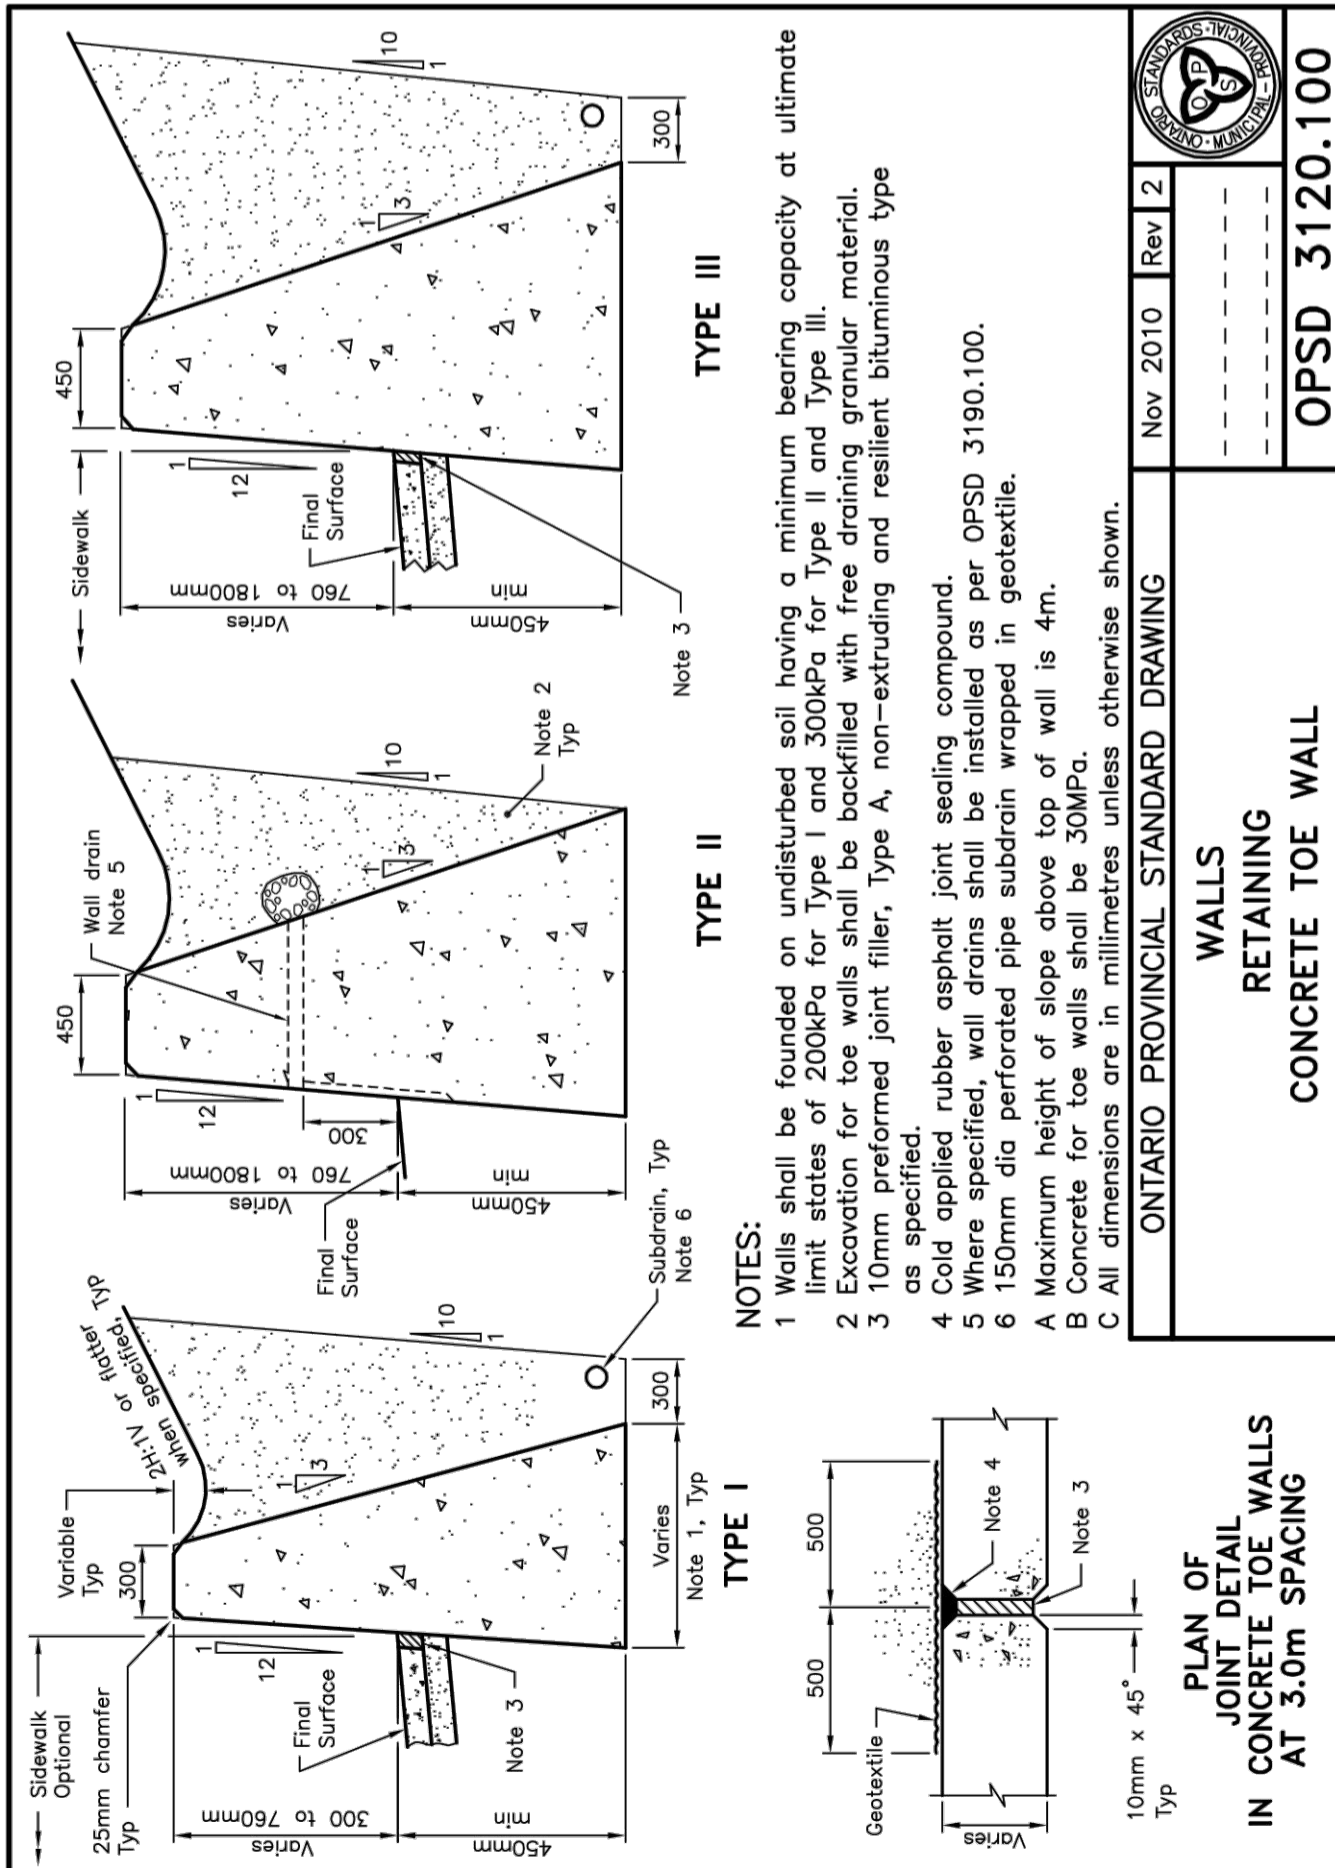 Sidewalk
Optional
25mm chamfer
Typ
Variable
Typ
300
2H:1V or flatter
when specified, Typ
1
12
1
3
10
1
Final
Surface
Varies
300 to 760mm
450mm
min
Note 3
300
Varies
Note 1, Typ
Subdrain, Typ
Note 6
TYPE I
450
Wall drain
Note 5
1
12
1
3
10
1
300
Final
Surface
Varies
760 to 1800mm
450mm
min
Note 2
Typ
TYPE II
Sidewalk
450
1
12
1
3
10
1
Final
Surface
Varies
760 to 1800mm
450mm
min
Note 3
300
TYPE III
Geotextile
500
500
Varies
Note 4
Note 3
10mm x 45°
Typ
PLAN OF
JOINT DETAIL
IN CONCRETE TOE WALLS
AT 3.0m SPACING
NOTES:
1 Walls shall be founded on undisturbed soil having a minimum bearing capacity at ultimate
limit states of 200kPa for Type I and 300kPa for Type II and Type III.
2 Excavation for toe walls shall be backfilled with free draining granular material.
3 10mm preformed joint filler, Type A, non-extruding and resilient bituminous type
as specified.
4 Cold applied rubber asphalt joint sealing compound.
5 Where specified, wall drains shall be installed as per OPSD 3190.100.
6 150mm dia perforated pipe subdrain wrapped in geotextile.
A Maximum height of slope above top of wall is 4m.
B Concrete for toe walls shall be 30MPa.
C All dimensions are in millimetres unless otherwise shown.
ONTARIO PROVINCIAL STANDARD DRAWING
Nov 2010
Rev
2
ONTARIO · MUNICIPAL - PROVINCIAL · STANDARDS
O P S
WALLS
RETAINING
CONCRETE TOE WALL
OPSD 3120.100